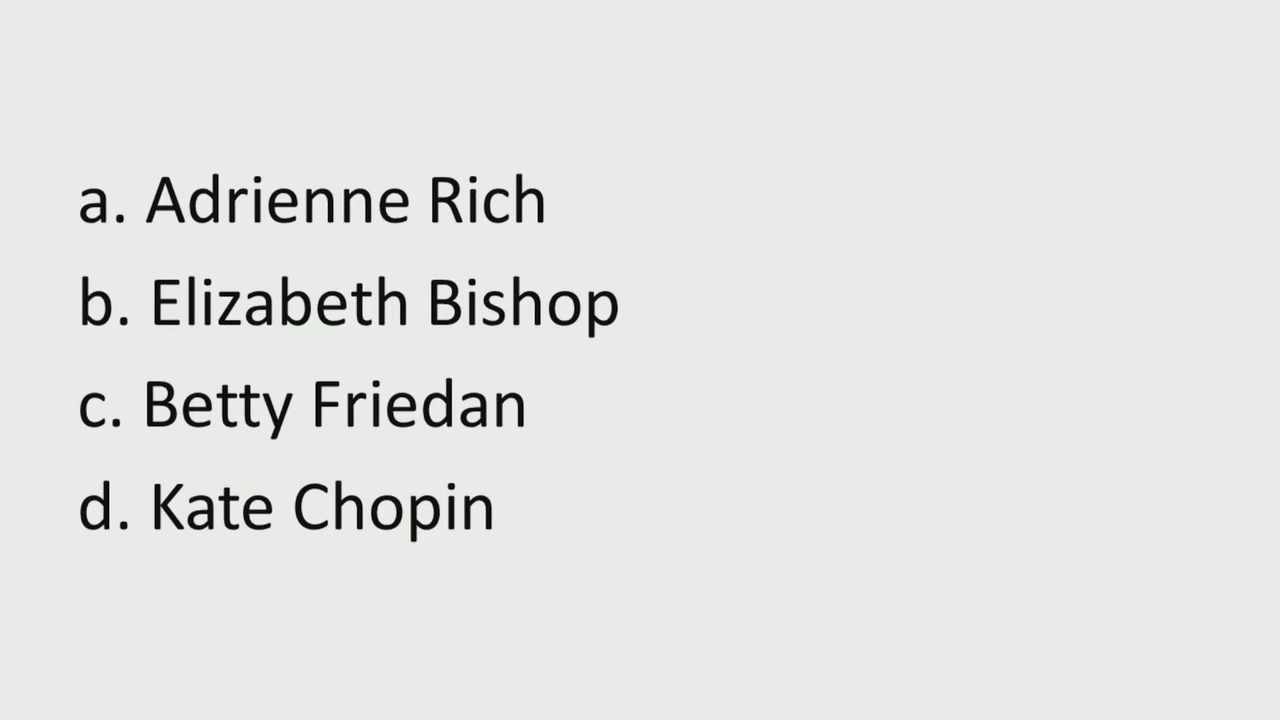 a. Adrienne Rich
b. Elizabeth Bishop
c. Betty Friedan
d. Kate Chopin